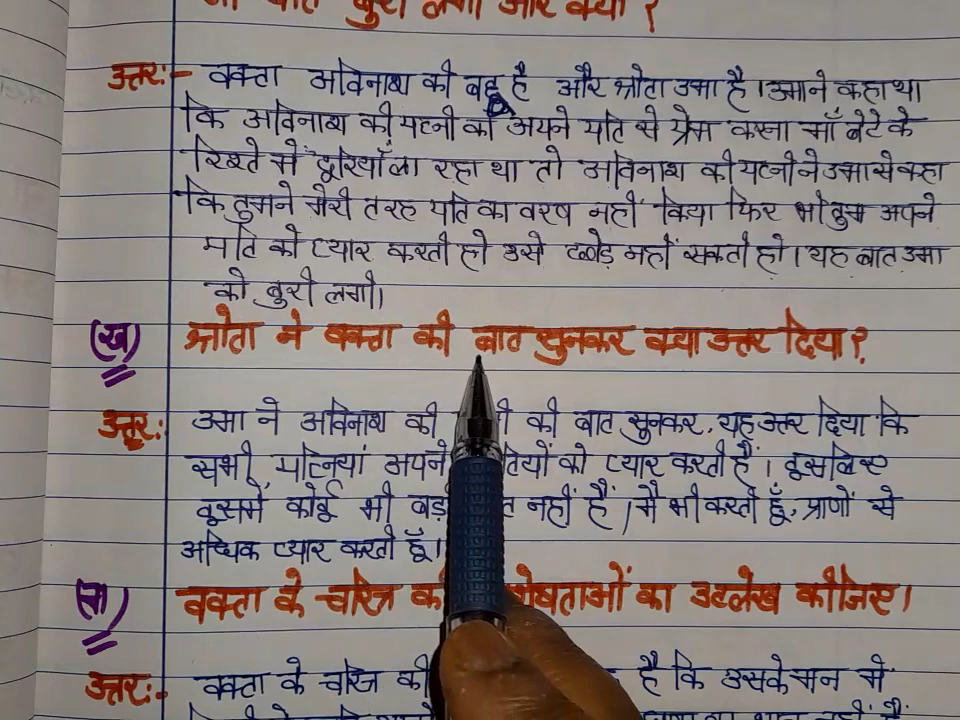 बुरी लगी और क्यों ?
उत्तर:- वक्ता अविनाश की बहू है और श्रोता उमा है। उमाने कहा था
कि अविनाश की पत्नी को अपने पति से प्रेम करना माँ बेटे के
रिश्ते में दूरियाँ ला रहा था तो अविनाश की पत्नी ने उमा से कहा
कि तुमने मेरी तरह पति का वरण नहीं किया फिर भी तुम अपने
पति को प्यार करती हो उसे छोड़ नहीं सकती हो। यह बात उमा
को बुरी लगी।
(ख) श्रोता ने वक्ता की बात सुनकर क्या उत्तर दिया?
उत्तर: उमा ने अविनाश की की बात सुनकर, यह उत्तर दिया कि
सभी पत्नियां अपने को प्यार करती हैं। इसलिए
इसमें कोई भी बड़ी नहीं हैं। मै भी करती हूँ, प्राणों से
अधिक प्यार करती हूँ।
(ग) वक्ता के चरित्र की का उल्लेख कीजिए।
उत्तर:- वक्ता के चरित्र की है कि उसके मन में